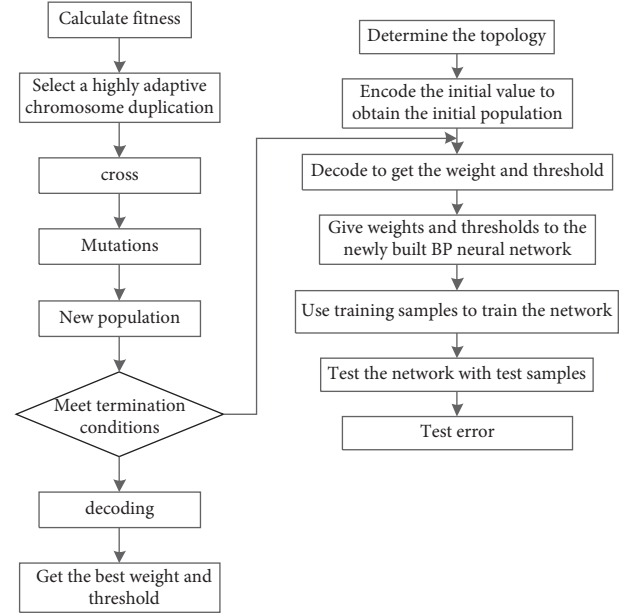 Calculate fitness
Select a highly adaptive
chromosome duplication
cross
Mutations
New population
Meet termination
conditions
decoding
Get the best weight and
threshold
Determine the topology
Encode the initial value to
obtain the initial population
Decode to get the weight and threshold
Give weights and thresholds to the
newly built BP neural network
Use training samples to train the network
Test the network with test samples
Test error